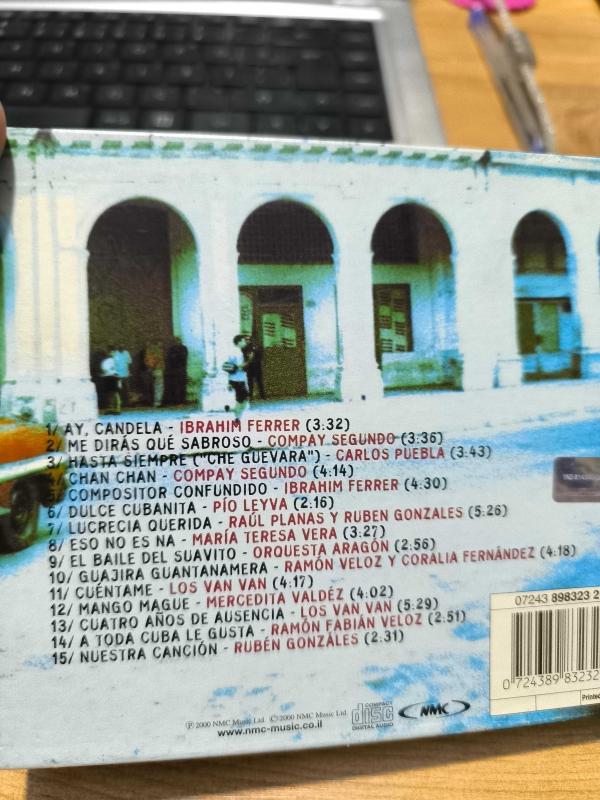 1/ AY, CANDELA - IBRAHIM FERRER (3:32)
2/ ME DIRÁS QUÉ SABROSO - COMPAY SEGUNDO (3:36)
3/ HASTA SIEMPRE ("CHE GUEVARA") - CARLOS PUEBLA (3:43)
4/ CHAN CHAN - COMPAY SEGUNDO (4:14)
5/ COMPOSITOR CONFUNDIDO - IBRAHIM FERRER (4:30)
6/ DULCE CUBANITA - PÍO LEYVA (2:16)
7/ LUCRECIA QUERIDA - RAÚL PLANAS Y RUBEN GONZALES (5:26)
8/ ESO NO ES NA - MARÍA TERESA VERA (3:27)
9/ EL BAILE DEL SUAVITO - ORQUESTA ARAGÓN (2:56)
10/ GUAJIRA GUANTANAMERA - RAMÓN VELOZ Y CORALIA FERNÁNDEZ (4:18)
11/ CUÉNTAME - LOS VAN VAN (4:17)
12/ MANGO MAGUE - MERCEDITA VALDÉZ (4:02)
13/ CUATRO AÑOS DE AUSENCIA - LOS VAN VAN (5:29)
14/ A TODA CUBA LE GUSTA - RAMÓN FABIÁN VELOZ (2:51)
15/ NUESTRA CANCIÓN - RUBÉN GONZÁLES (2:31)
07243 898323 2
0 724389 83232
Printed
℗ 2000 NMC Music Ltd. © 2000 NMC Music Ltd.
www.nmc-music.co.il
COMPACT
disc
DIGITAL AUDIO
NMC